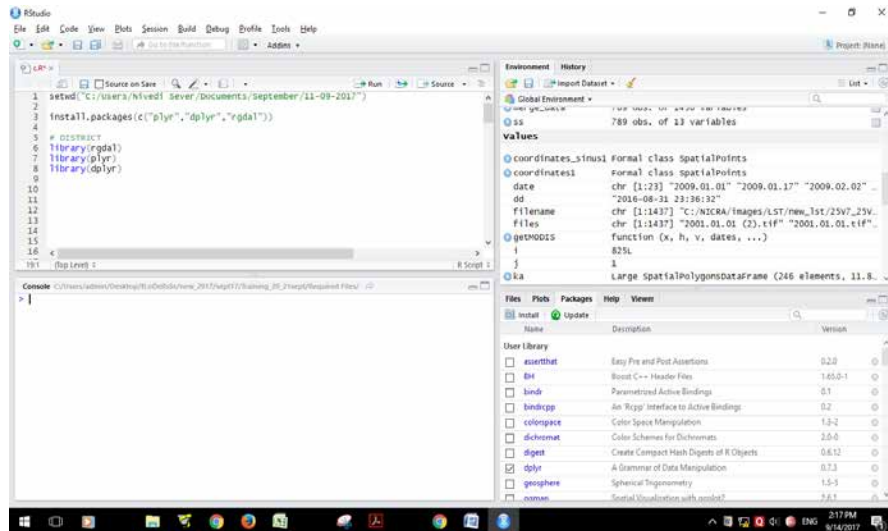 RStudio
File Edit Code View Plots Session Build Debug Profile Tools Help
Go to file/function
Addins
Project: (None)
Source on Save
Run
Source
1 setwd("C:/Users/Nivedi Sever/Documents/September/11-09-2017")
2
3 install.packages(c("plyr","dplyr","rgdal"))
4
5 # DISTRICT
6 library(rgdal)
7 library(plyr)
8 library(dplyr)
9
10
11
12
13
14
15
16
19:1 (Top Level)
R Script
Console
>
Environment History
Import Dataset
List
Global Environment
ss 789 obs. of 13 variables
values
coordinates_sinus1 Formal class SpatialPoints
coordinates1 Formal class SpatialPoints
date chr [1:23] "2009.01.01" "2009.01.17" "2009.02.02"
dd "2016-08-31 23:36:32"
filename chr [1:1437] "C:/NICRA/images/LST/new_lst/25V7_25V.
files chr [1:1437] "2001.01.01 (2).tif" "2001.01.01.tif"
getMODIS function (x, h, v, dates, ...)
i 825L
j 1
ka Large SpatialPolygonsDataFrame (246 elements, 11.8
Files Plots Packages Help Viewer
Install Update
Name Description Version
User Library
assertthat Easy Pre and Post Assertions 0.2.0
BH Boost C++ Header Files 1.65.0-1
bindr Parametrized Active Bindings 0.1
bindrcpp An 'Rcpp' Interface to Active Bindings 0.2
colorspace Color Space Manipulation 1.3-2
dichromat Color Schemes for Dichromats 2.0-0
digest Create Compact Hash Digests of R Objects 0.6.12
dplyr A Grammar of Data Manipulation 0.7.3
geosphere Spherical Trigonometry 1.5-5
ENG
2:17 PM
9/14/2017